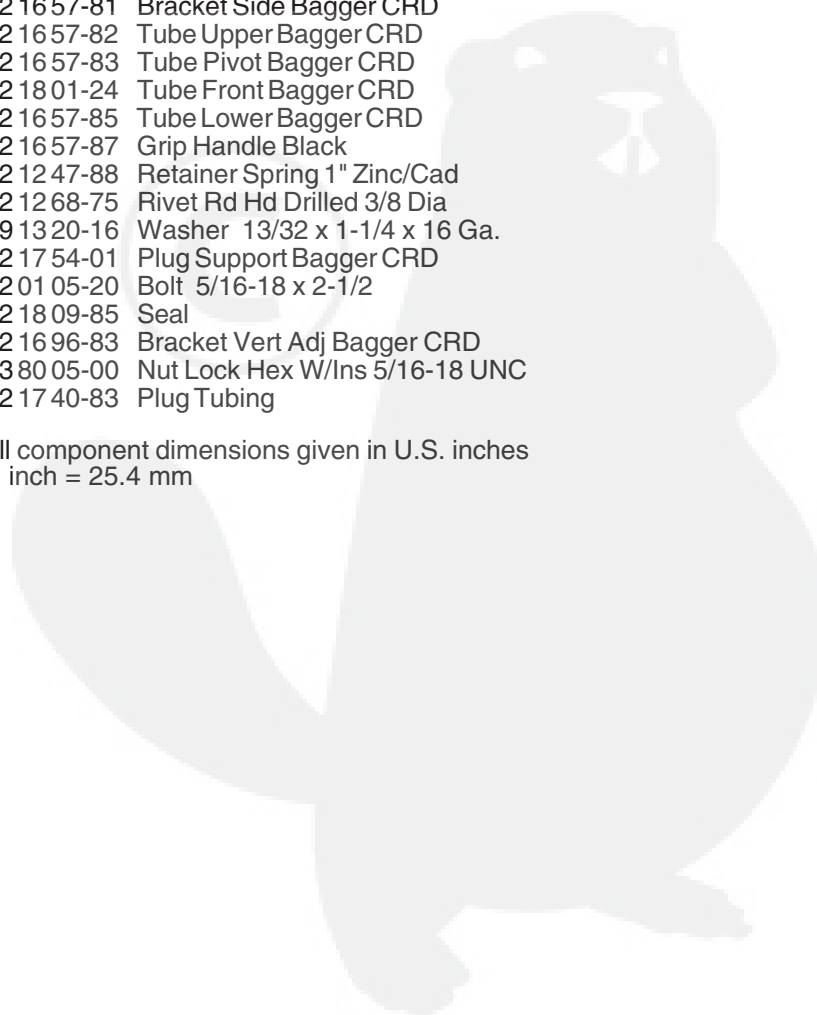 2 16 57-81 Bracket Side Bagger CRD
2 16 57-82 Tube Upper Bagger CRD
2 16 57-83 Tube Pivot Bagger CRD
2 18 01-24 Tube Front Bagger CRD
2 16 57-85 Tube Lower Bagger CRD
2 16 57-87 Grip Handle Black
2 12 47-88 Retainer Spring 1" Zinc/Cad
2 12 68-75 Rivet Rd Hd Drilled 3/8 Dia
9 13 20-16 Washer 13/32 x 1-1/4 x 16 Ga.
2 17 54-01 Plug Support Bagger CRD
2 01 05-20 Bolt 5/16-18 x 2-1/2
2 18 09-85 Seal
2 16 96-83 Bracket Vert Adj Bagger CRD
3 80 05-00 Nut Lock Hex W/Ins 5/16-18 UNC
2 17 40-83 Plug Tubing
ll component dimensions given in U.S. inches
inch = 25.4 mm
©